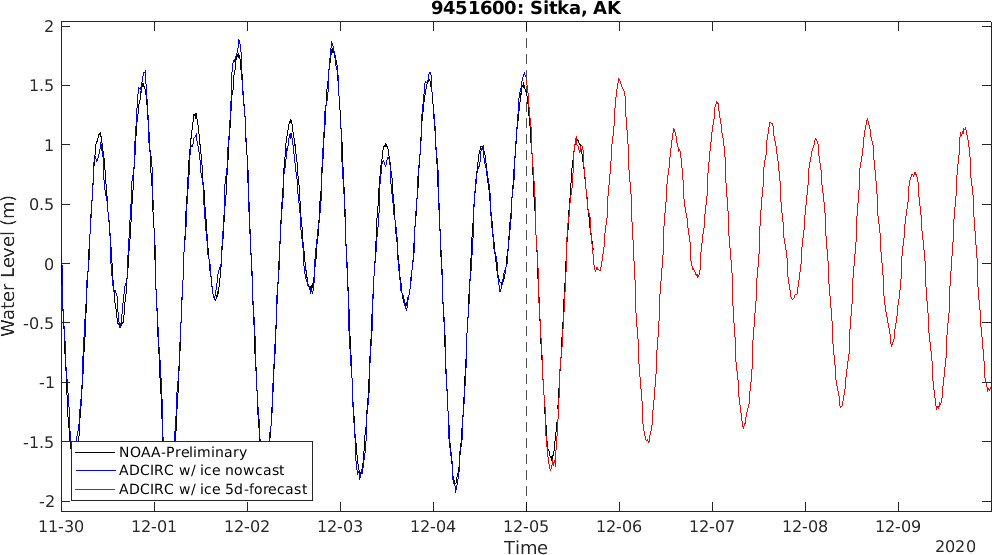 9451600: Sitka, AK
Water Level (m)
2
1.5
1
0.5
0
-0.5
-1
-1.5
-2
NOAA-Preliminary
ADCIRC w/ ice nowcast
ADCIRC w/ ice 5d-forecast
11-30 12-01 12-02 12-03 12-04 12-05 12-06 12-07 12-08 12-09
Time
2020